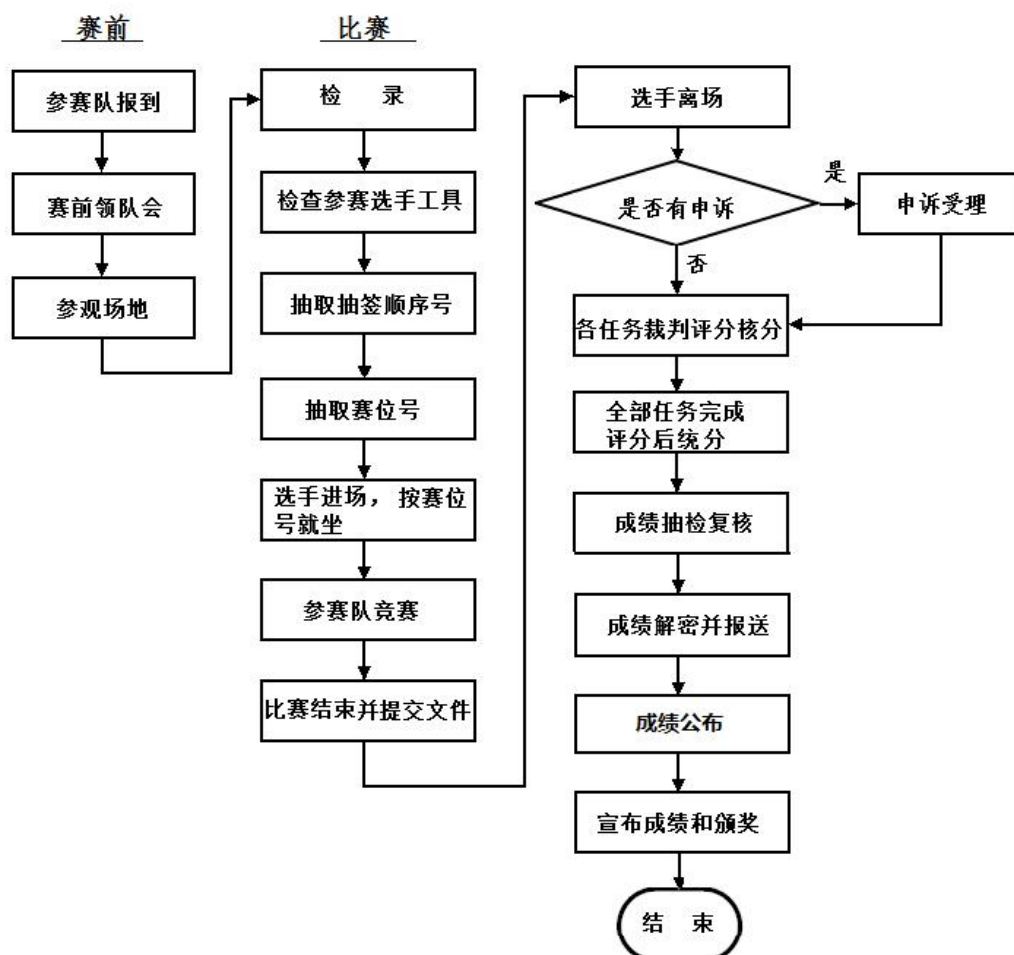 赛前
参赛队报到
赛前领队会
参观场地
比赛
检 录
检查参赛选手工具
抽取抽签顺序号
抽取赛位号
选手进场， 按赛位
号就坐
参赛队竞赛
比赛结束并提交文件
选手离场
是否有申诉
是
申诉受理
否
各任务裁判评分核分
全部任务完成
评分后统分
成绩抽检复核
成绩解密并报送
成绩公布
宣布成绩和颁奖
结 束